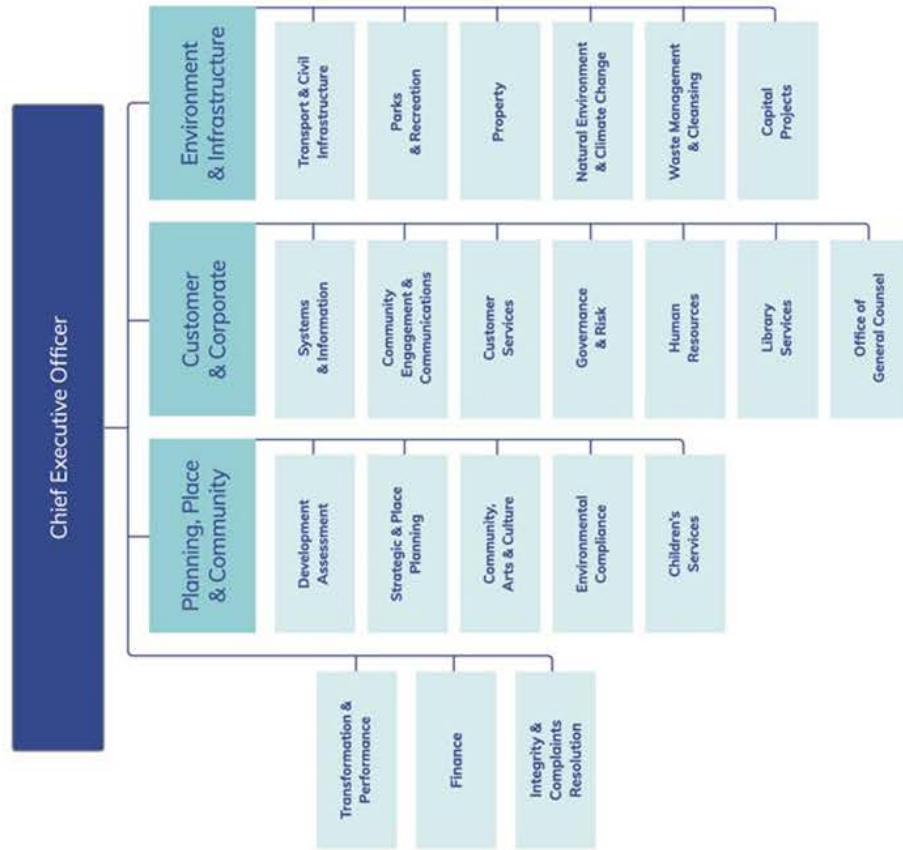 Chief Executive Officer
Transformation &
Performance
Finance
Integrity &
Complaints
Resolution
Planning, Place
& Community
Development
Assessment
Strategic & Place
Planning
Community,
Arts & Culture
Environmental
Compliance
Children's
Services
Customer
& Corporate
Systems
& Information
Community
Engagement &
Communications
Customer
Services
Governance
& Risk
Human
Resources
Library
Services
Office of
General Counsel
Environment
& Infrastructure
Transport & Civil
Infrastructure
Parks
& Recreation
Property
Natural Environment
& Climate Change
Waste Management
& Cleansing
Capital
Projects